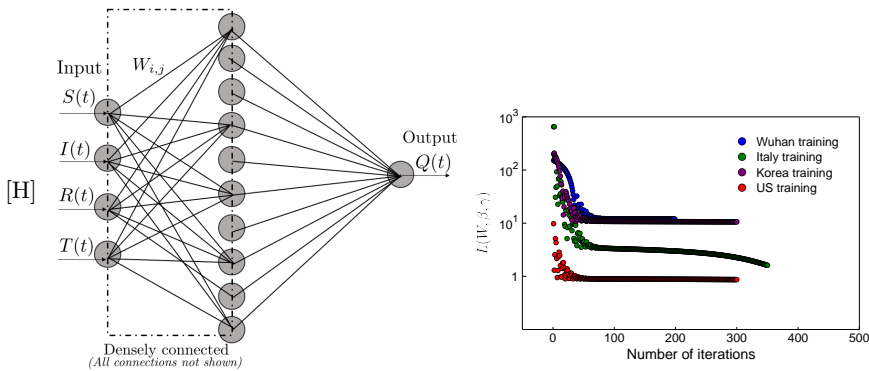 [H]
Input
S(t)
I(t)
R(t)
T(t)
W_{i,j}
Densely connected
(All connections not shown)
Output
Q(t)
L(W, β, γ)
10^3
10^2
10^1
1
0
100
200
300
400
500
Number of iterations
Wuhan training
Italy training
Korea training
US training